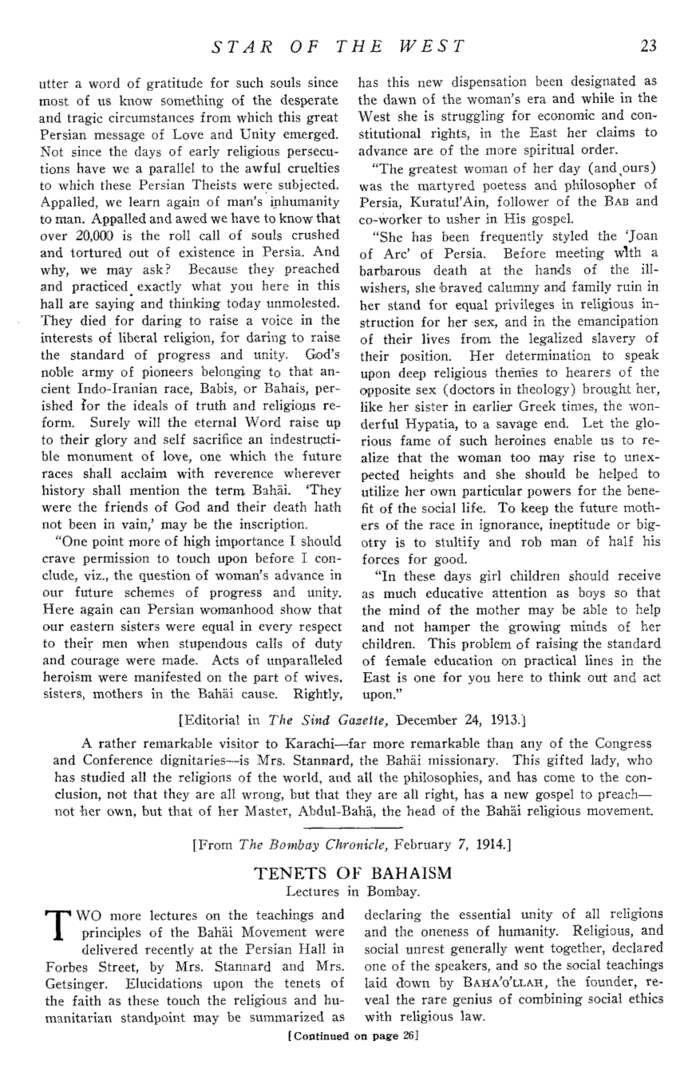 STAR OF THE WEST 23
utter a word of gratitude for such souls since
most of us know something of the desperate
and tragic circumstances from which this great
Persian message of Love and Unity emerged.
Not since the days of early religious persecu-
tions have we a parallel to the awful cruelties
to which these Persian Theists were subjected.
Appalled, we learn again of man's inhumanity
to man. Appalled and awed we have to know that
over 20,000 is the roll call of souls crushed
and tortured out of existence in Persia. And
why, we may ask? Because they preached
and practiced exactly what you here in this
hall are saying and thinking today unmolested.
They died for daring to raise a voice in the
interests of liberal religion, for daring to raise
the standard of progress and unity. God's
noble army of pioneers belonging to that an-
cient Indo-Iranian race, Babis, or Bahais, per-
ished for the ideals of truth and religious re-
form. Surely will the eternal Word raise up
to their glory and self sacrifice an indestructi-
ble monument of love, one which the future
races shall acclaim with reverence wherever
history shall mention the term Bahäi. 'They
were the friends of God and their death hath
not been in vain,' may be the inscription.
"One point more of high importance I should
crave permission to touch upon before I con-
clude, viz., the question of woman's advance in
our future schemes of progress and unity.
Here again can Persian womanhood show that
our eastern sisters were equal in every respect
to their men when stupendous calls of duty
and courage were made. Acts of unparalleled
heroism were manifested on the part of wives,
sisters, mothers in the Bahäi cause. Rightly,
has this new dispensation been designated as
the dawn of the woman's era and while in the
West she is struggling for economic and con-
stitutional rights, in the East her claims to
advance are of the more spiritual order.
"The greatest woman of her day (and ours)
was the martyred poetess and philosopher of
Persia, Kuratul'Ain, follower of the BAB and
co-worker to usher in His gospel.
"She has been frequently styled the 'Joan
of Arc' of Persia. Before meeting with a
barbarous death at the hands of the ill-
wishers, she braved calumny and family ruin in
her stand for equal privileges in religious in-
struction for her sex, and in the emancipation
of their lives from the legalized slavery of
their position. Her determination to speak
upon deep religious themes to hearers of the
opposite sex (doctors in theology) brought her,
like her sister in earlier Greek times, the won-
derful Hypatia, to a savage end. Let the glo-
rious fame of such heroines enable us to re-
alize that the woman too may rise to unex-
pected heights and she should be helped to
utilize her own particular powers for the bene-
fit of the social life. To keep the future moth-
ers of the race in ignorance, ineptitude or big-
otry is to stultify and rob man of half his
forces for good.
"In these days girl children should receive
as much educative attention as boys so that
the mind of the mother may be able to help
and not hamper the growing minds of her
children. This problem of raising the standard
of female education on practical lines in the
East is one for you here to think out and act
upon."
[Editorial in The Sind Gazette, December 24, 1913.]
A rather remarkable visitor to Karachi—far more remarkable than any of the Congress
and Conference dignitaries—is Mrs. Stannard, the Bahäi missionary. This gifted lady, who
has studied all the religions of the world, and all the philosophies, and has come to the con-
clusion, not that they are all wrong, but that they are all right, has a new gospel to preach—
not her own, but that of her Master, Abdul-Bahä, the head of the Bahäi religious movement.
[From The Bombay Chronicle, February 7, 1914.]
TENETS OF BAHAISM
Lectures in Bombay.
TWO more lectures on the teachings and
principles of the Bahäi Movement were
delivered recently at the Persian Hall in
Forbes Street, by Mrs. Stannard and Mrs.
Getsinger. Elucidations upon the tenets of
the faith as these touch the religious and hu-
manitarian standpoint may be summarized as
declaring the essential unity of all religions
and the oneness of humanity. Religious, and
social unrest generally went together, declared
one of the speakers, and so the social teachings
laid down by BAHA'O'LLAH, the founder, re-
veal the rare genius of combining social ethics
with religious law.
[Continued on page 26]